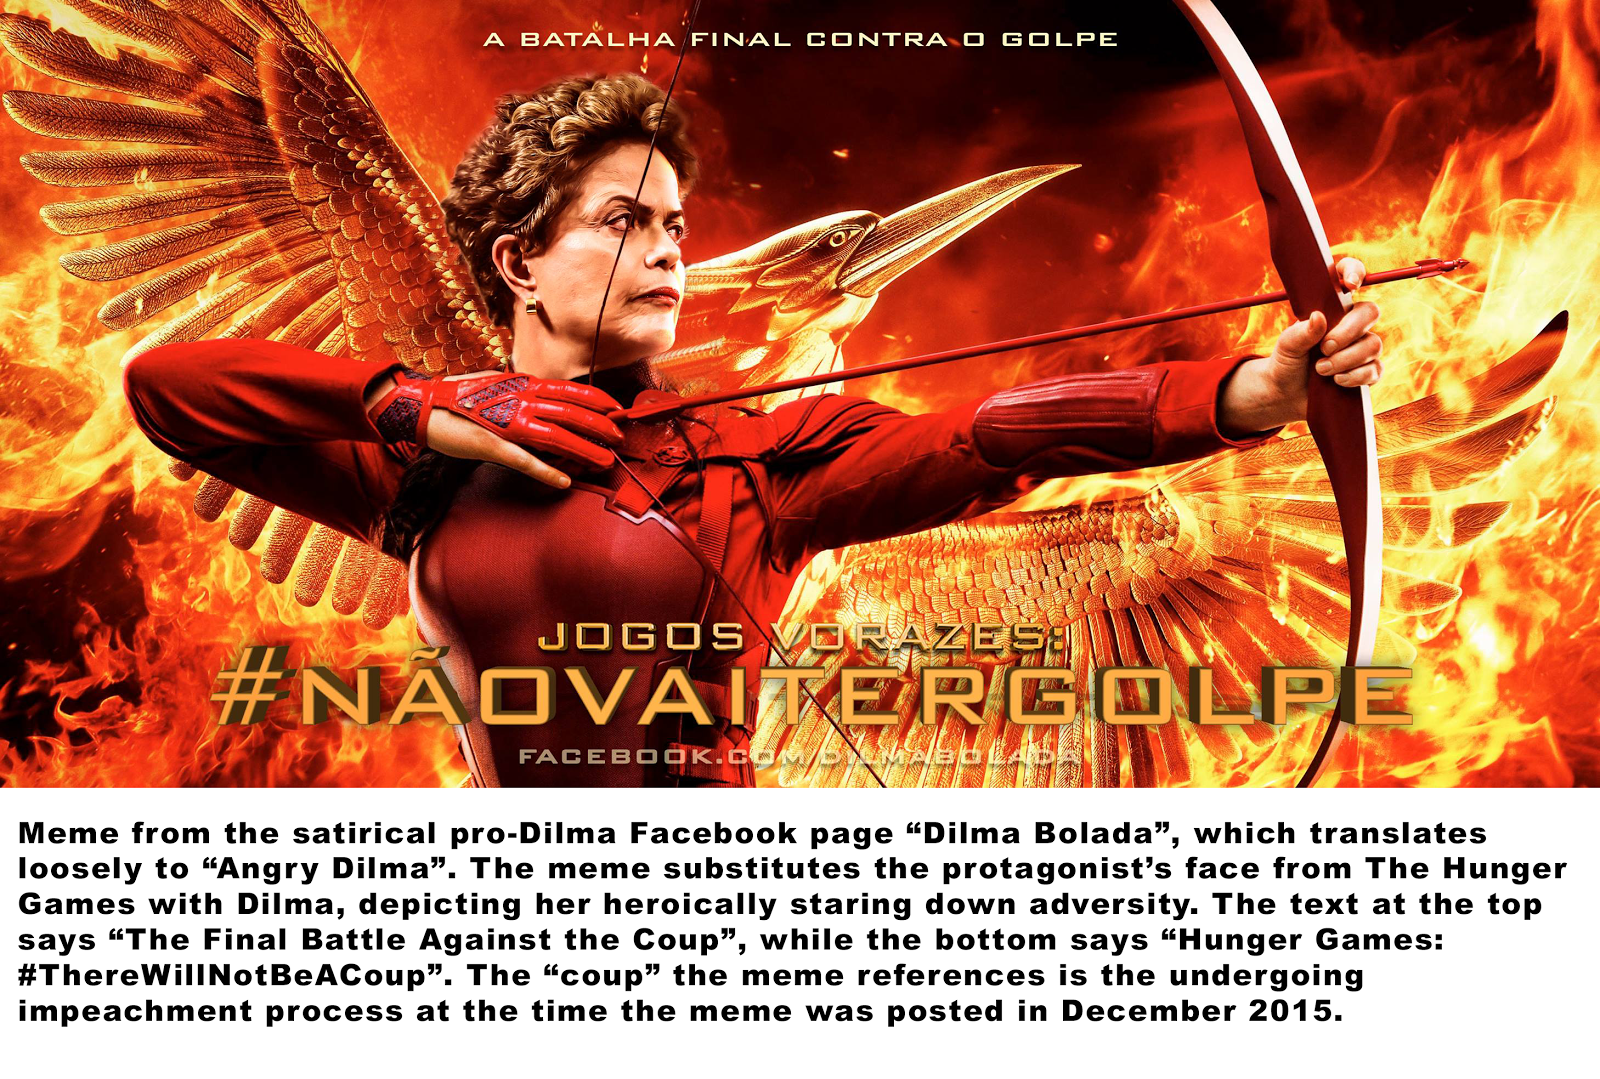 A BATALHA FINAL CONTRA O GOLPE
JOGOS VORAZES:
#NÃOVAITERGOLPE
FACEBOOK.COM DILMABOLADA
Meme from the satirical pro-Dilma Facebook page “Dilma Bolada”, which translates
loosely to “Angry Dilma”. The meme substitutes the protagonist’s face from The Hunger
Games with Dilma, depicting her heroically staring down adversity. The text at the top
says “The Final Battle Against the Coup”, while the bottom says “Hunger Games:
#ThereWillNotBeACoup”. The “coup” the meme references is the undergoing
impeachment process at the time the meme was posted in December 2015.